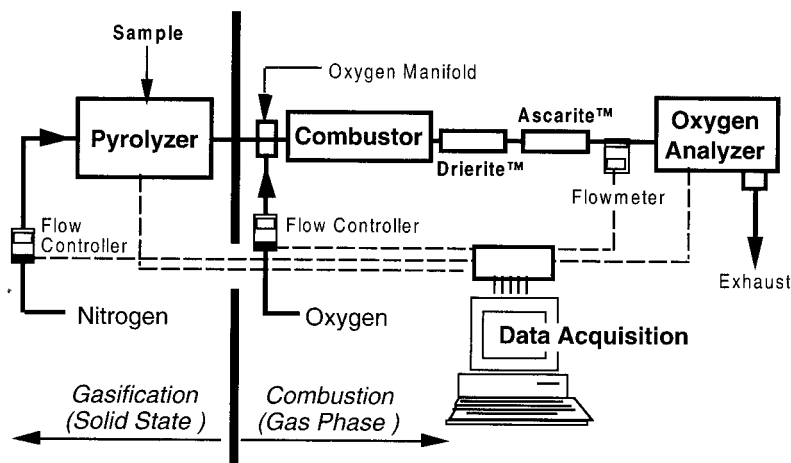 Sample
Oxygen Manifold
Pyrolyzer
Combustor
Ascarite™
Drierite™
Oxygen
Analyzer
Flowmeter
Flow
Controller
Flow Controller
Exhaust
Nitrogen
Oxygen
Data Acquisition
Gasification
(Solid State )
Combustion
(Gas Phase )